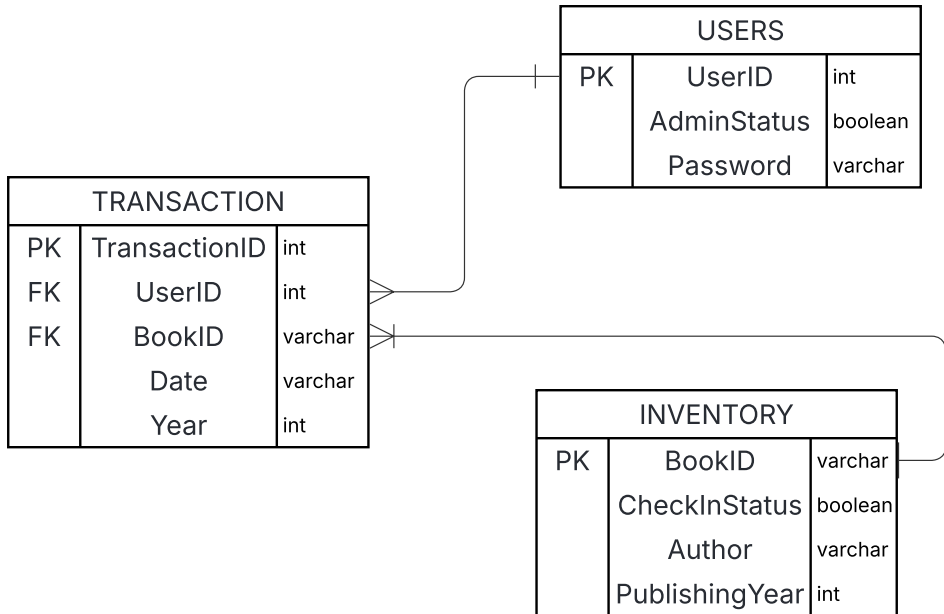 USERS
PK UserID int
AdminStatus boolean
Password varchar
TRANSACTION
PK TransactionID int
FK UserID int
FK BookID varchar
Date varchar
Year int
INVENTORY
PK BookID varchar
CheckInStatus boolean
Author varchar
PublishingYear int